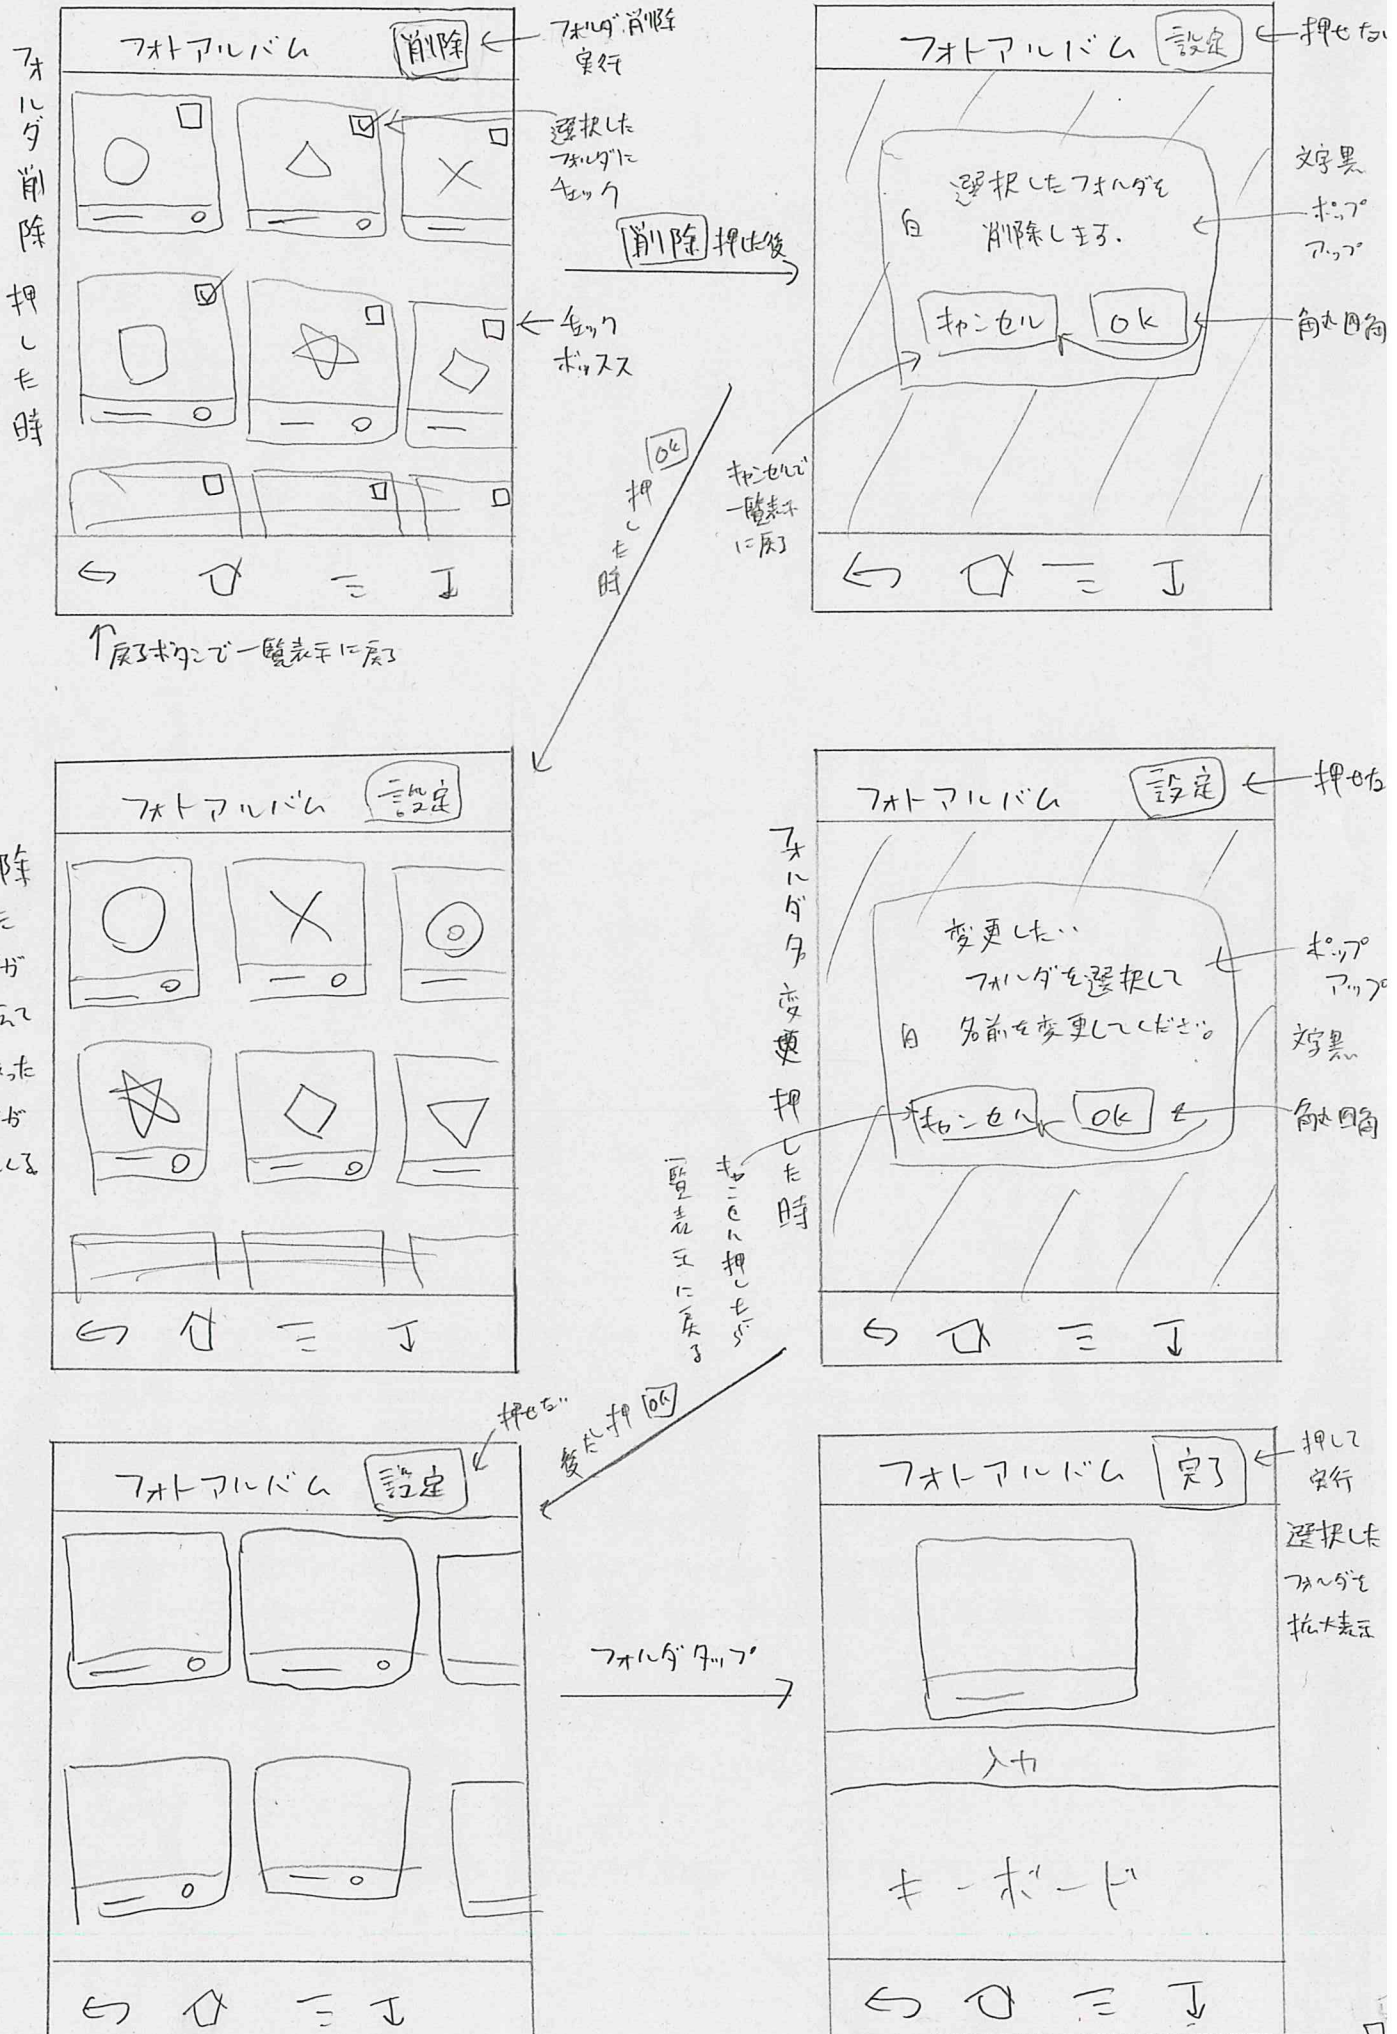 フォルダ削除押した時
フォトアルバム
削除
フォルダ削除
実行
選択した
フォルダに
チェック
チェック
ボックス
↑戻るボタンで一覧表示に戻る
削除押した後
フォトアルバム
設定
押せない
選択したフォルダを
削除します.
白
キャンセル
OK
文字黒
ポップ
アップ
角丸四角
キャンセルで
一覧表示
に戻る
OK
押した時
フォトアルバム
設定
除
が
った
が
フォルダ名変更押した時
フォトアルバム
設定
押せな
変更したい
フォルダを選択して
名前を変更してください。
白
キャンセル
OK
ポップ
アップ
文字黒
角丸四角
キャンセル押したら
一覧表示に戻る
OK
押した後
フォトアルバム
設定
押せない
フォルダタップ
フォトアルバム
完了
押して
実行
選択した
フォルダを
拡大表示
入力
キーボード